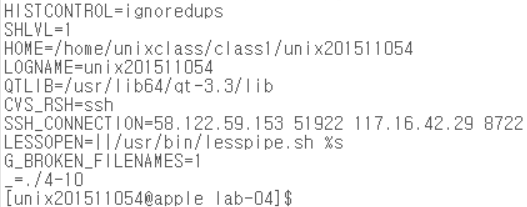 HISTCONTROL=ignoredups
SHLVL=1
HOME=/home/unixclass/class1/unix201511054
LOGNAME=unix201511054
QTLIB=/usr/lib64/qt-3.3/lib
CVS_RSH=ssh
SSH_CONNECTION=58.122.59.153 51922 117.16.42.29 8722
LESSOPEN=||/usr/bin/lesspipe.sh %s
G_BROKEN_FILENAMES=1
_=./4-10
[unix201511054@apple lab-04]$